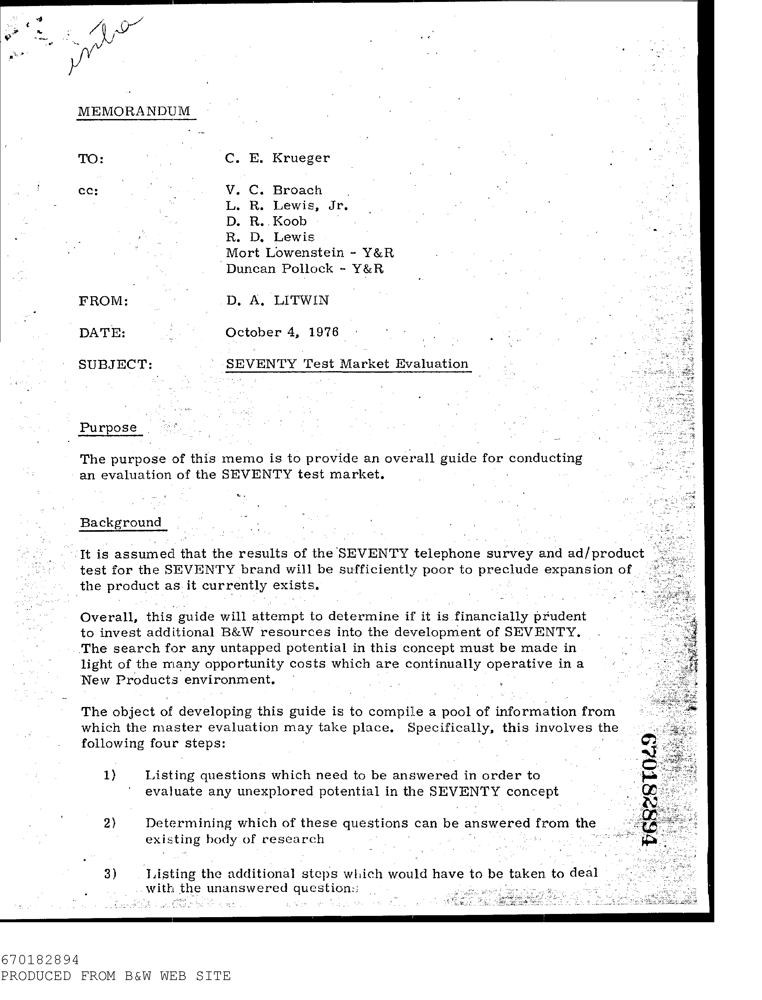 intra
MEMORANDUM
TO: C. E. Krueger
cc: V. C. Broach
L. R. Lewis, Jr.
D. R. Koob
R. D. Lewis
Mort Lowenstein - Y&R
Duncan Pollock - Y&R
FROM: D. A. LITWIN
DATE: October 4, 1976
SUBJECT: SEVENTY Test Market Evaluation
Purpose
The purpose of this memo is to provide an overall guide for conducting
an evaluation of the SEVENTY test market.
Background
It is assumed that the results of the SEVENTY telephone survey and ad/product
test for the SEVENTY brand will be sufficiently poor to preclude expansion of
the product as it currently exists.
Overall, this guide will attempt to determine if it is financially prudent
to invest additional B&W resources into the development of SEVENTY.
The search for any untapped potential in this concept must be made in
light of the many opportunity costs which are continually operative in a
New Products environment.
The object of developing this guide is to compile a pool of information from
which the master evaluation may take place. Specifically, this involves the
following four steps:
1) Listing questions which need to be answered in order to
evaluate any unexplored potential in the SEVENTY concept
2) Determining which of these questions can be answered from the
existing body of research
3) Listing the additional steps which would have to be taken to deal
with the unanswered questions
670182894
670182894
PRODUCED FROM B&W WEB SITE